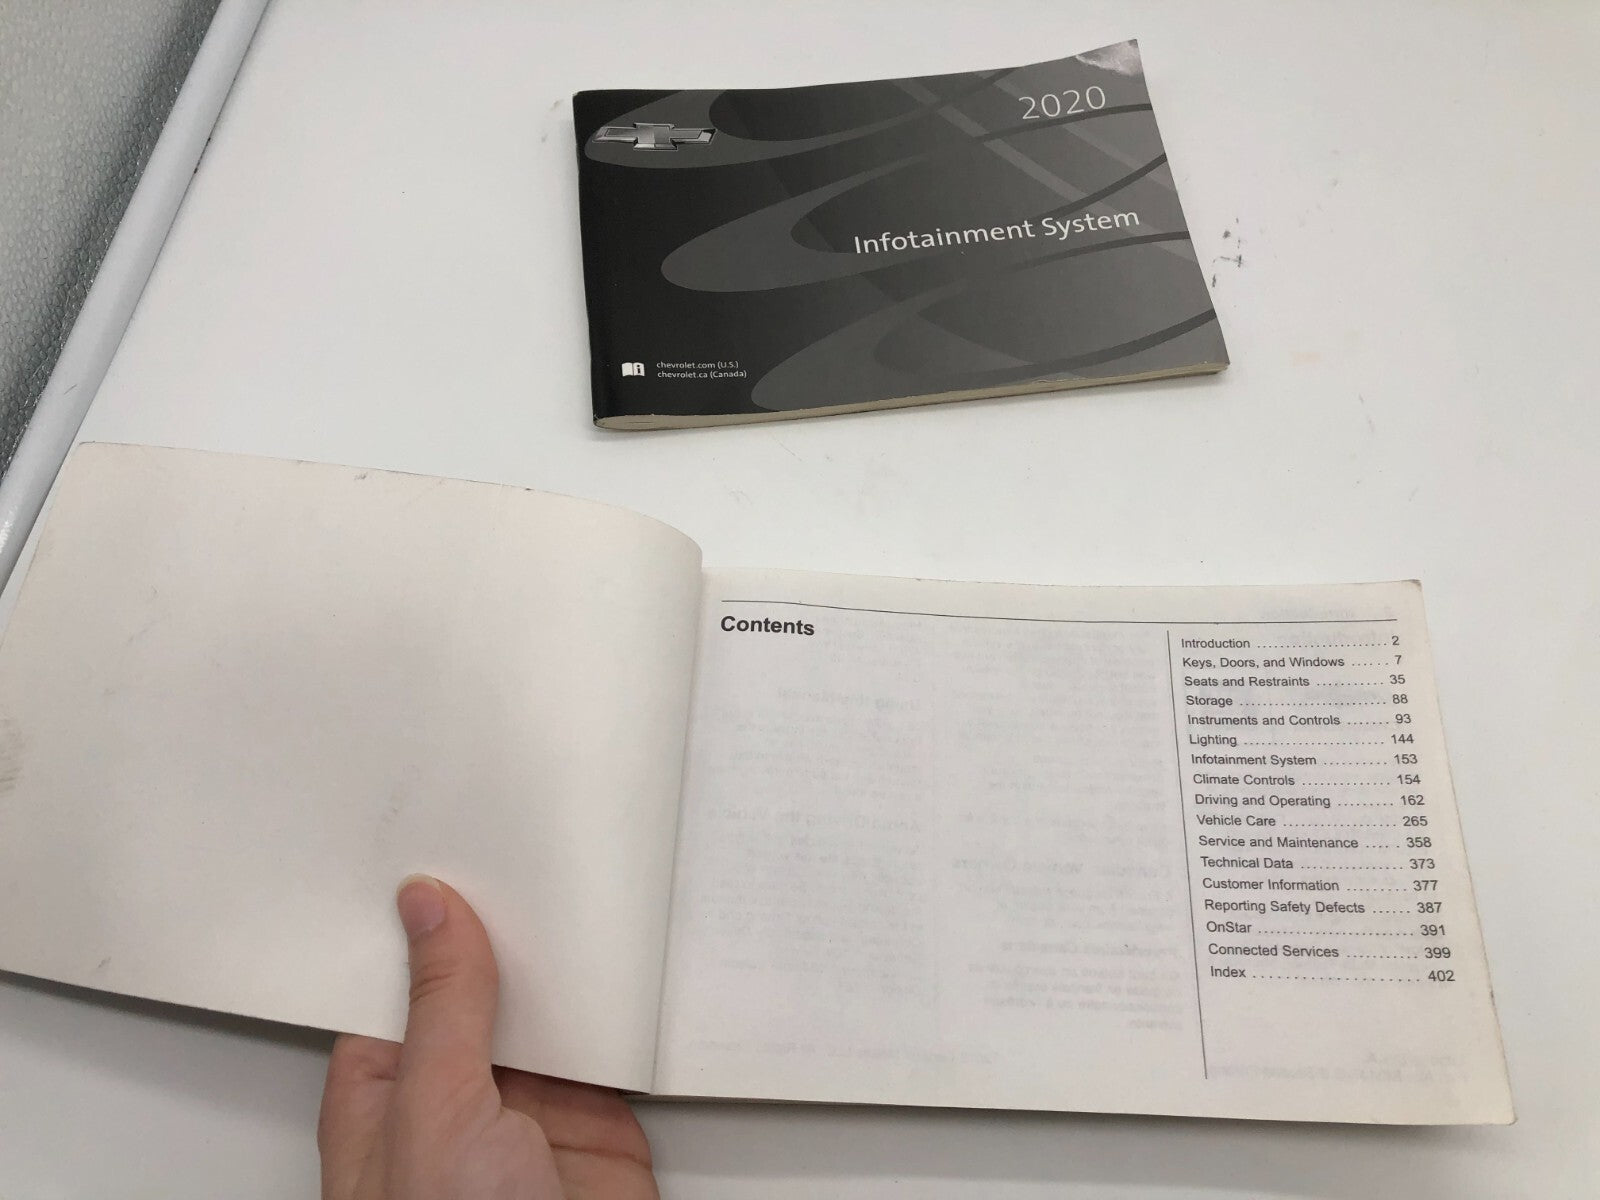 2020
Infotainment System
chevrolet.com (U.S.)
chevrolet.ca (Canada)
Contents
Introduction ....................... 2
Keys, Doors, and Windows ...... 7
Seats and Restraints ........... 35
Storage ........................ 88
Instruments and Controls ....... 93
Lighting ...................... 144
Infotainment System .......... 153
Climate Controls .............. 154
Driving and Operating ......... 162
Vehicle Care .................. 265
Service and Maintenance ..... 358
Technical Data ............... 373
Customer Information ......... 377
Reporting Safety Defects ...... 387
OnStar ........................ 391
Connected Services ........... 399
Index ........................ 402